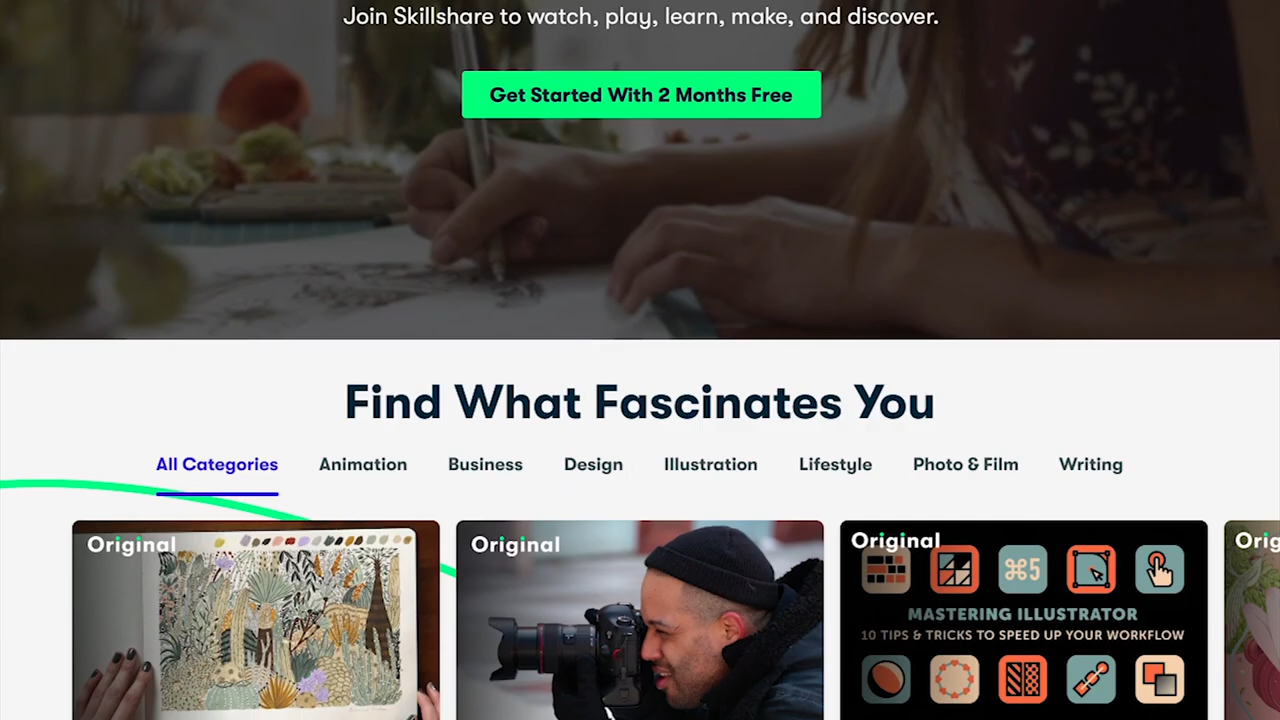 Join Skillshare to watch, play, learn, make, and discover.
Get Started With 2 Months Free
Find What Fascinates You
All Categories Animation Business Design Illustration Lifestyle Photo & Film Writing
Original
Original
Original
⌘5
MASTERING ILLUSTRATOR
10 TIPS & TRICKS TO SPEED UP YOUR WORKFLOW